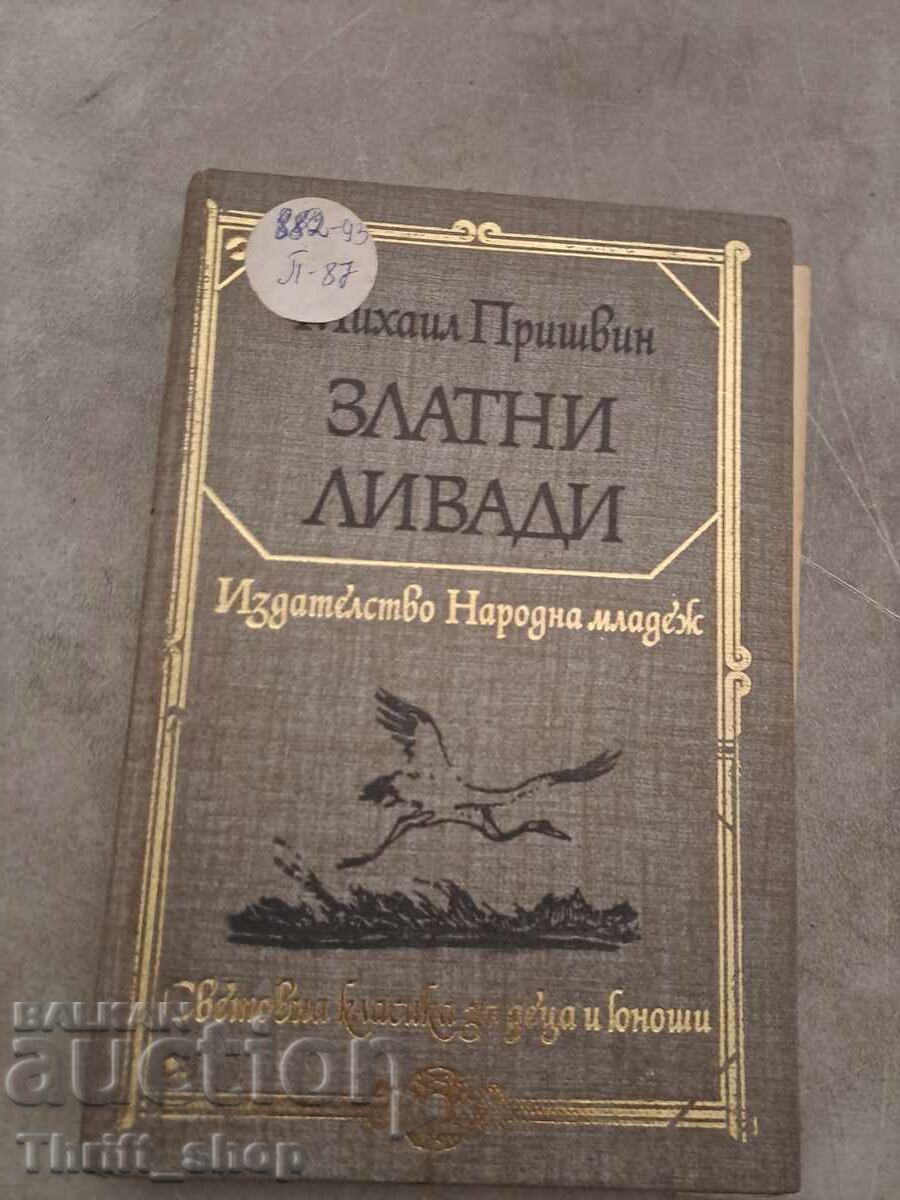 882-93
П-87
Михаил Пришвин
ЗЛАТНИ
ЛИВАДИ
Издателство Народна младеж
Световна класика за деца и юноши
BALKAN
auction
Thrift_shop